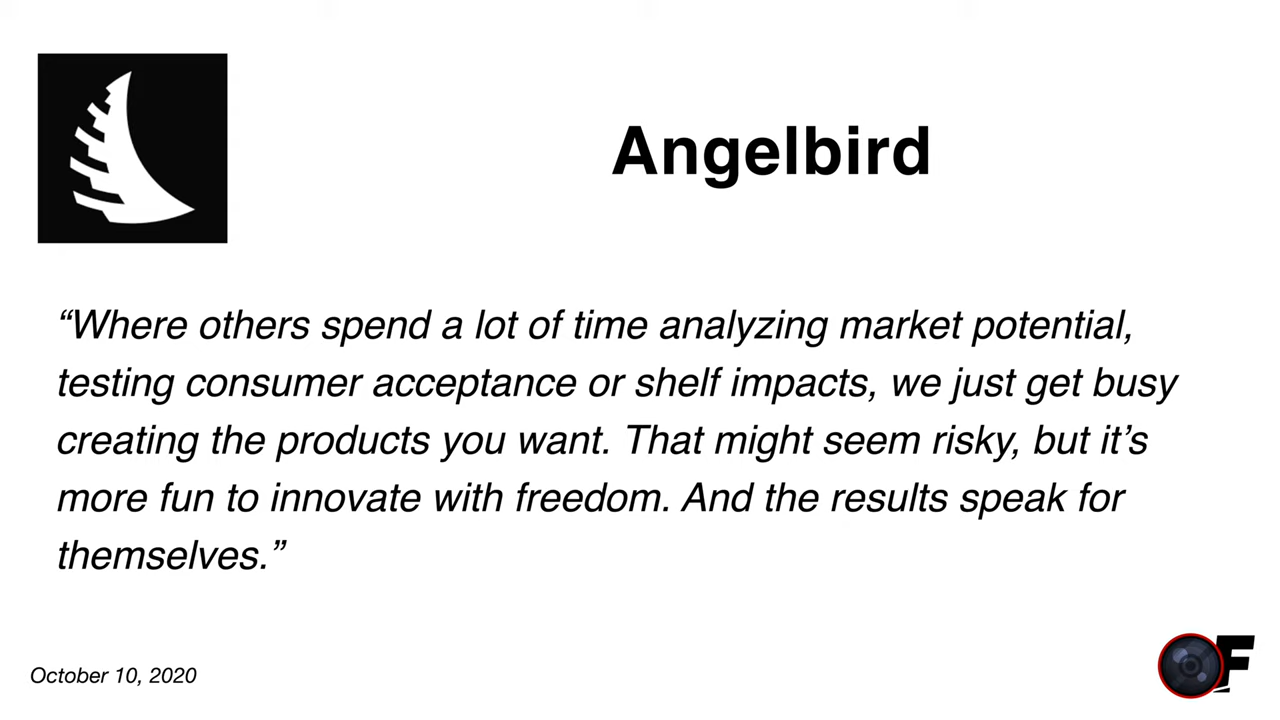 Angelbird
“Where others spend a lot of time analyzing market potential,
testing consumer acceptance or shelf impacts, we just get busy
creating the products you want. That might seem risky, but it’s
more fun to innovate with freedom. And the results speak for
themselves.”
October 10, 2020
F